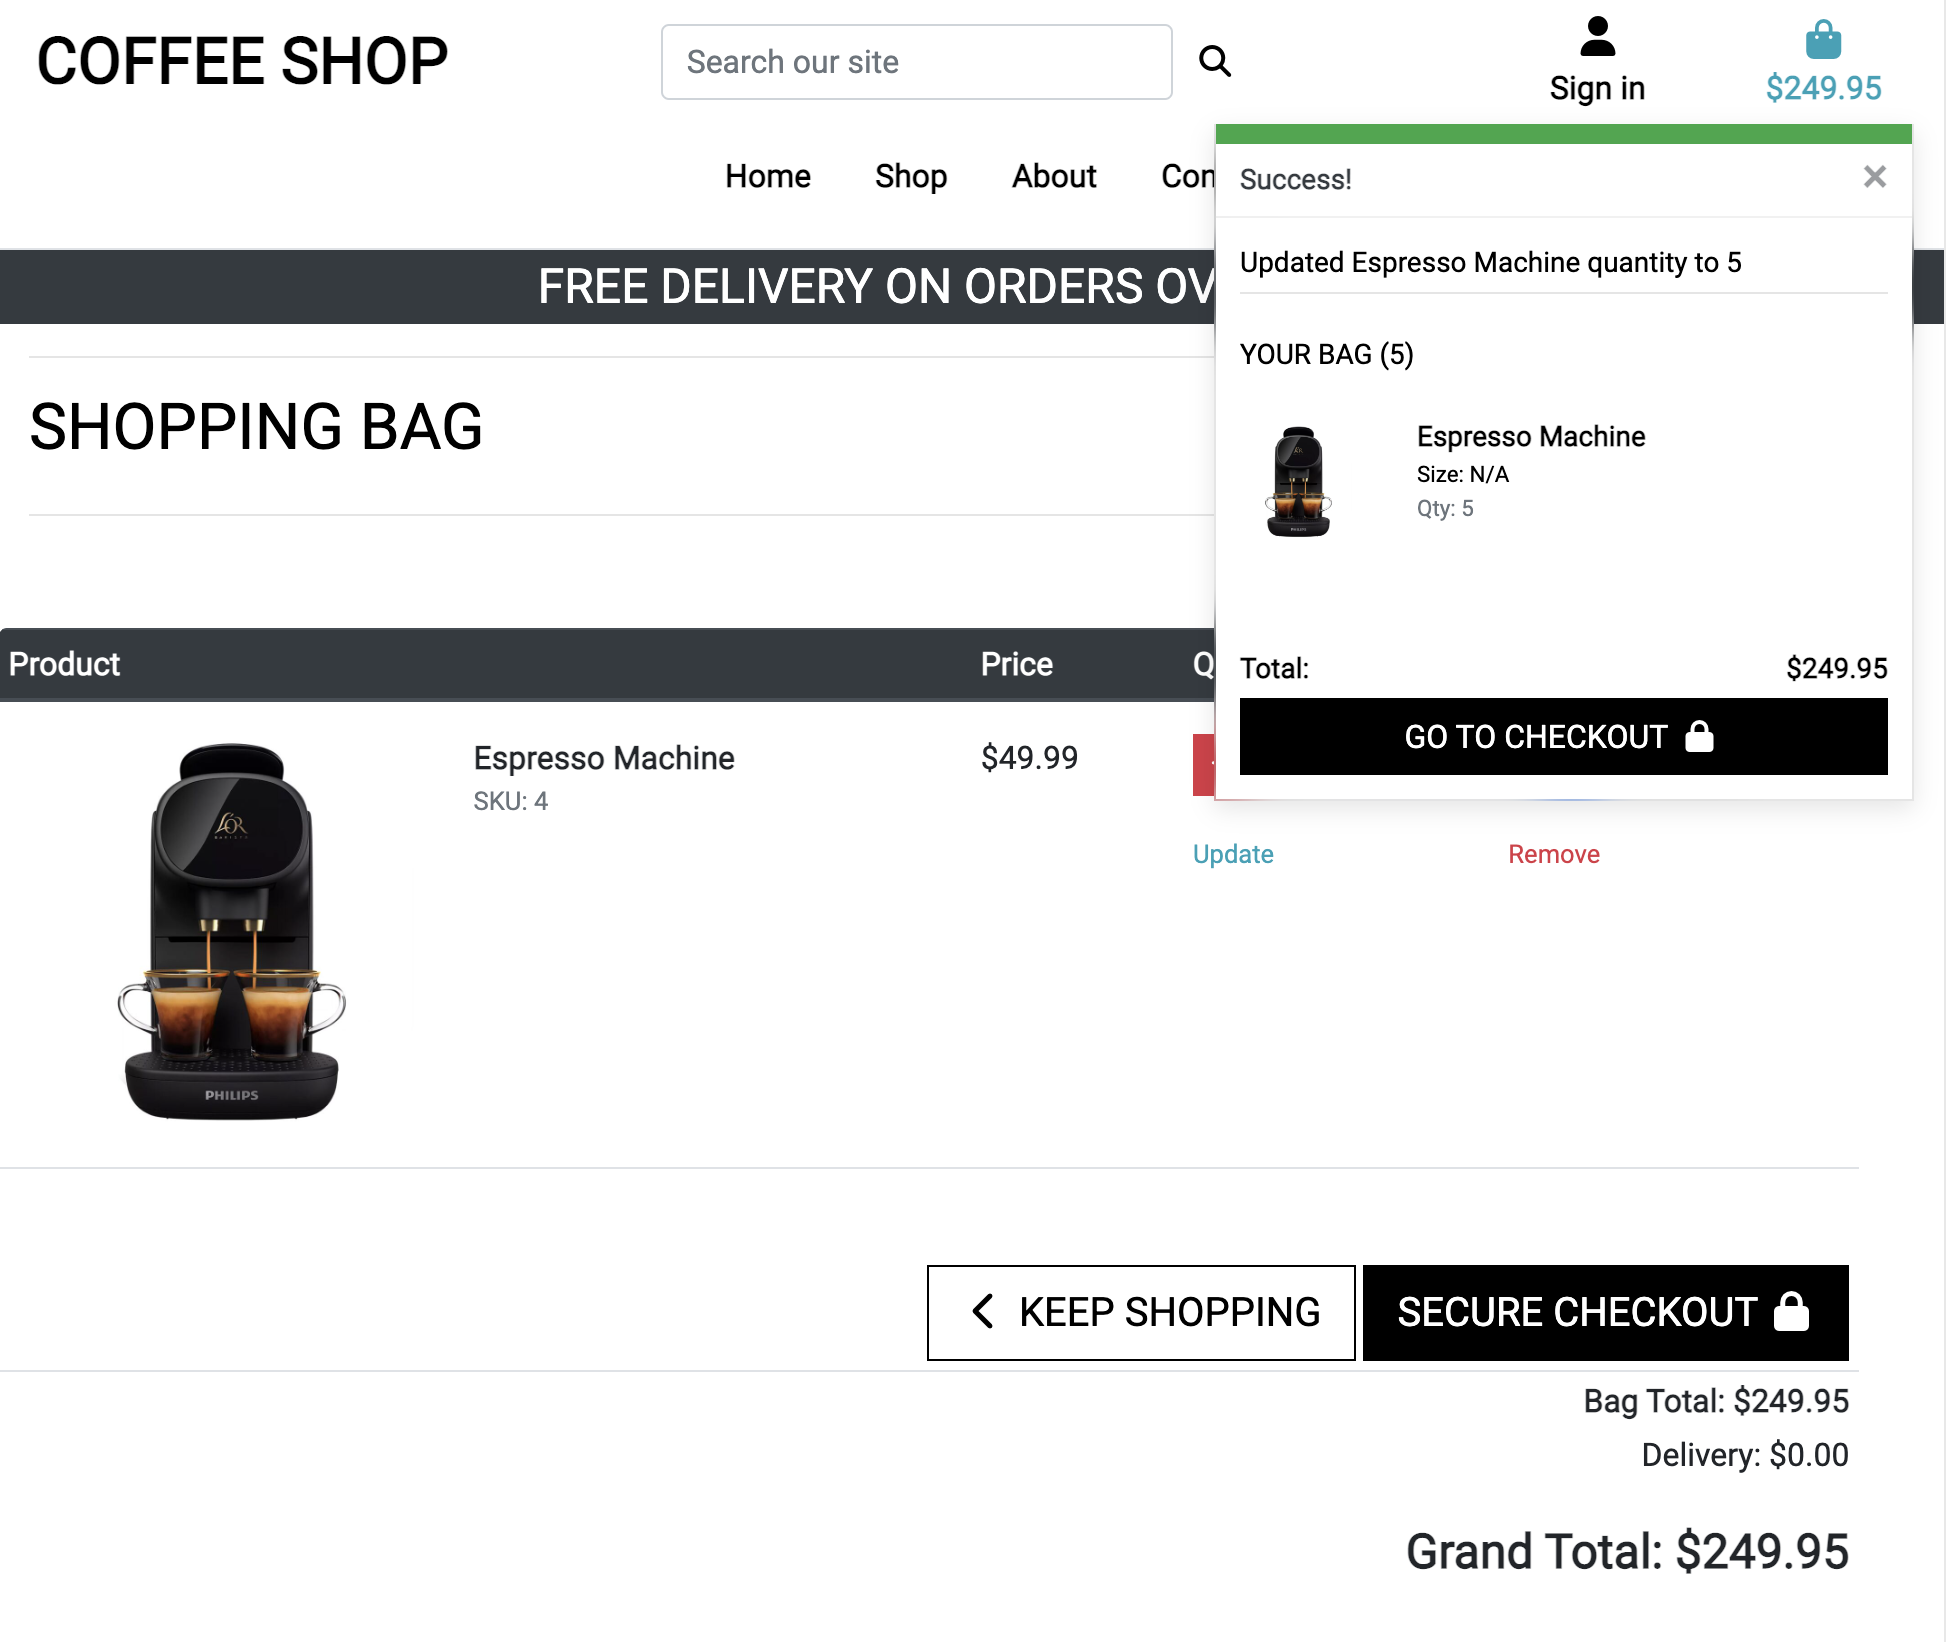 COFFEE SHOP
Search our site
Sign in
$249.95
Home Shop About Con
Success!
FREE DELIVERY ON ORDERS OV
Updated Espresso Machine quantity to 5
YOUR BAG (5)
SHOPPING BAG
Espresso Machine
Size: N/A
Qty: 5
Total: $249.95
GO TO CHECKOUT
Product Price Q
Espresso Machine $49.99
SKU: 4
L'OR
BARISTA
Update Remove
PHILIPS
KEEP SHOPPING SECURE CHECKOUT
Bag Total: $249.95
Delivery: $0.00
Grand Total: $249.95